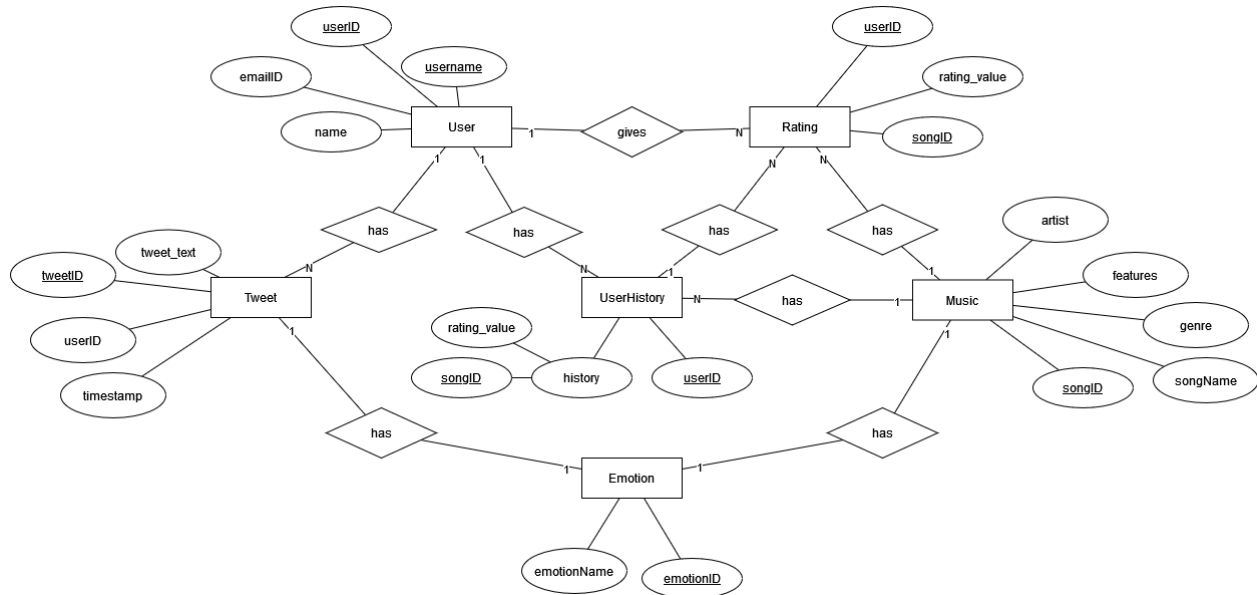 userID
userID
username
emailID
rating_value
name
User
1
gives
N
Rating
songID
1
1
N
N
has
has
has
has
artist
tweet_text
features
tweetID
N
N
1
1
Tweet
UserHistory
N
has
1
Music
genre
rating_value
userID
1
1
songName
songID
history
userID
songID
timestamp
has
has
1
1
Emotion
emotionName
emotionID